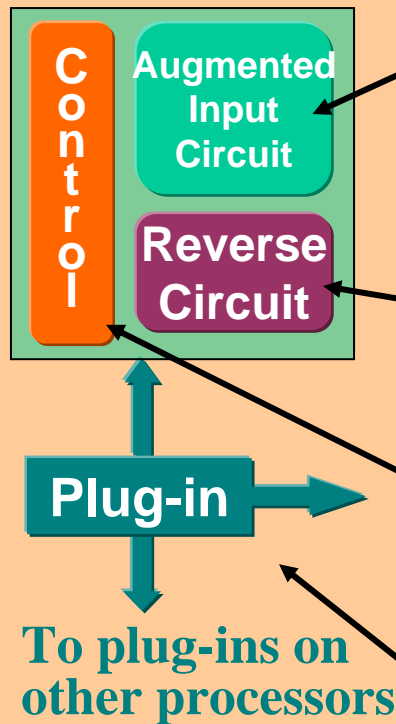 Control
Augmented
Input
Circuit
Reverse
Circuit
Plug-in
To plug-ins on
other processors